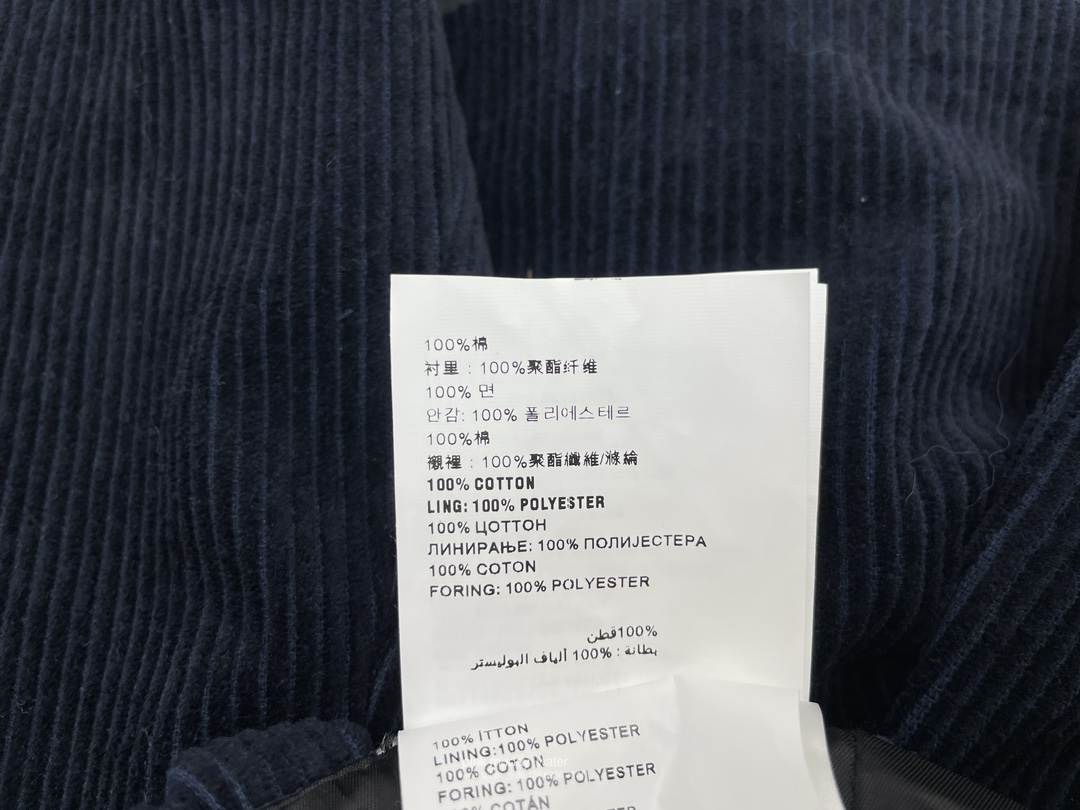 100%棉
衬里：100%聚酯纤维
100% 면
안감: 100% 폴리에스테르
100%棉
襯裡：100%聚酯纖維/滌綸
100% COTTON
LING: 100% POLYESTER
100% ЦОТТОН
ЛИНИРАЊЕ: 100% ПОЛИЈЕСТЕРА
100% COTON
FORING: 100% POLYESTER
100%قطن
بطانة : 100% ألياف البوليستر
100% ITTON
LINING:100% POLYESTER
100% COTON
FORING: 100% POLYESTER
100% COTÁN